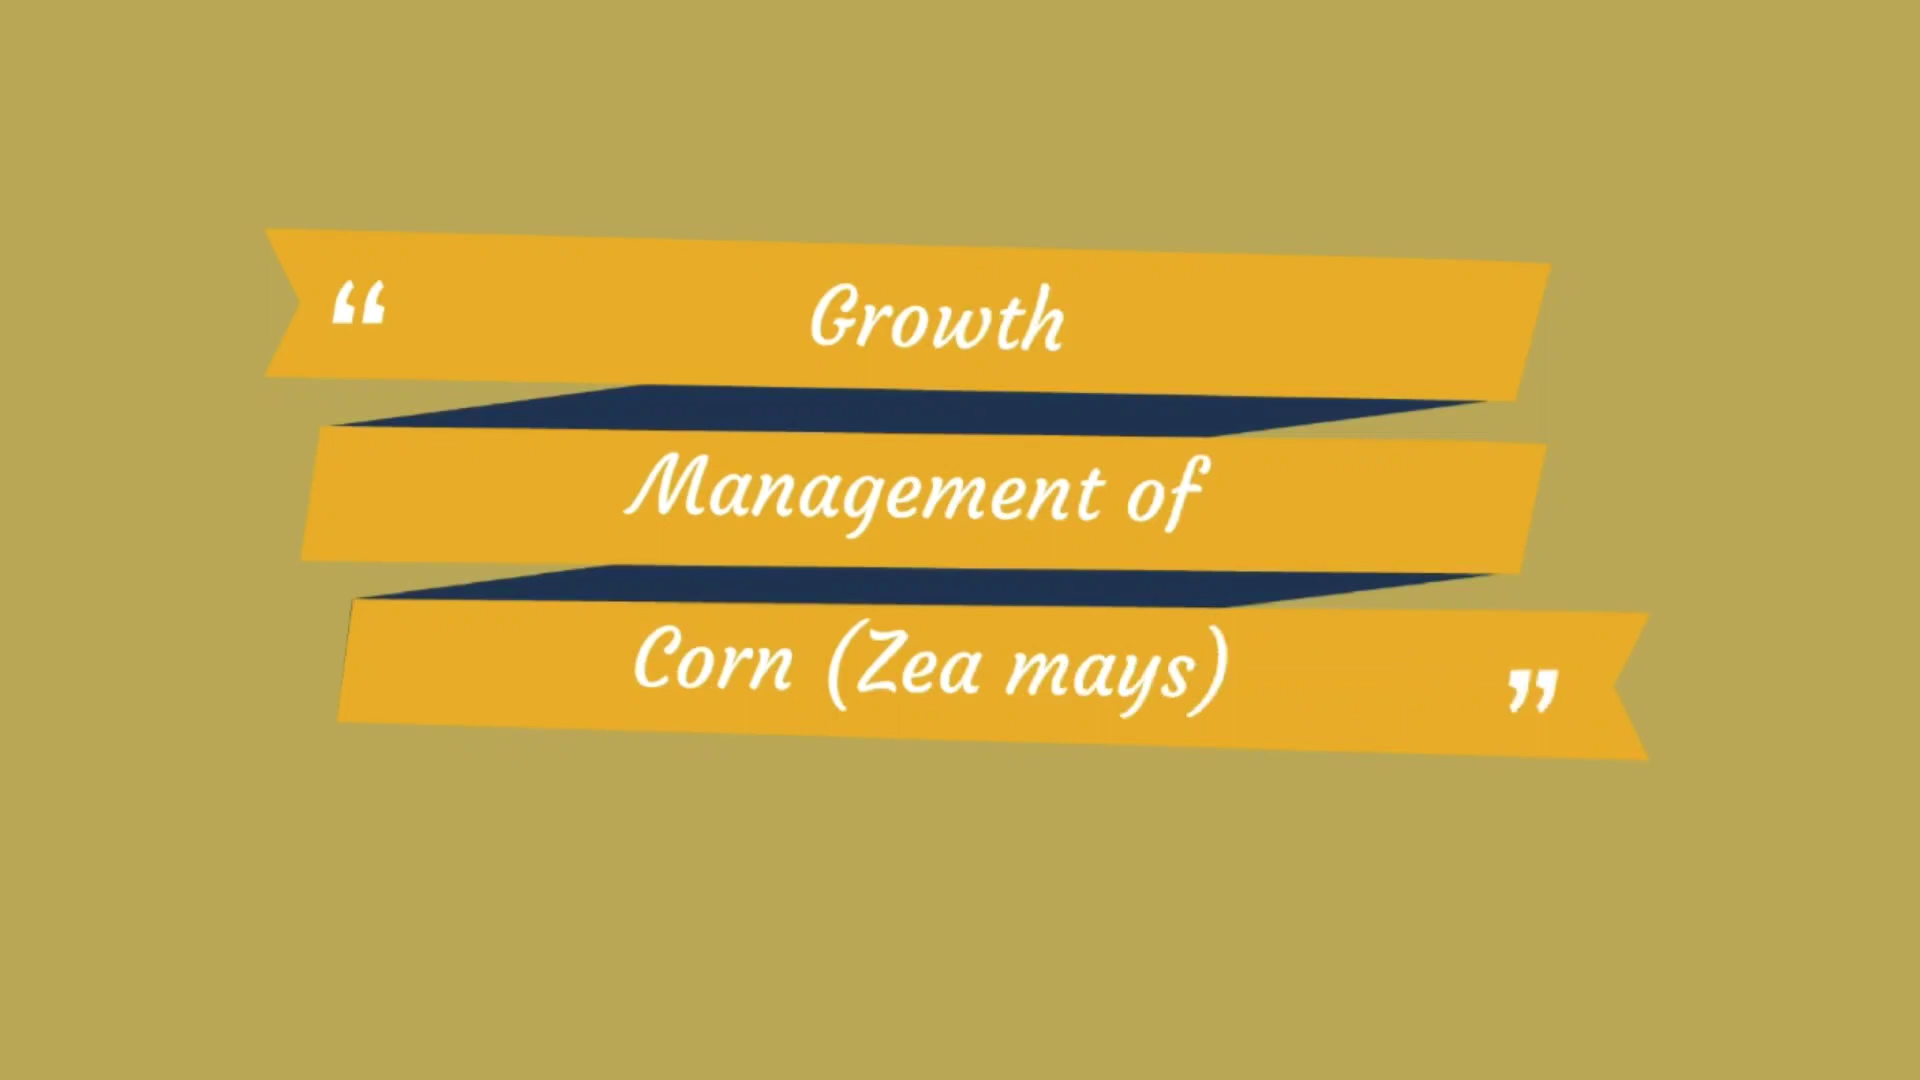 “ Growth
Management of
Corn (Zea mays) ”